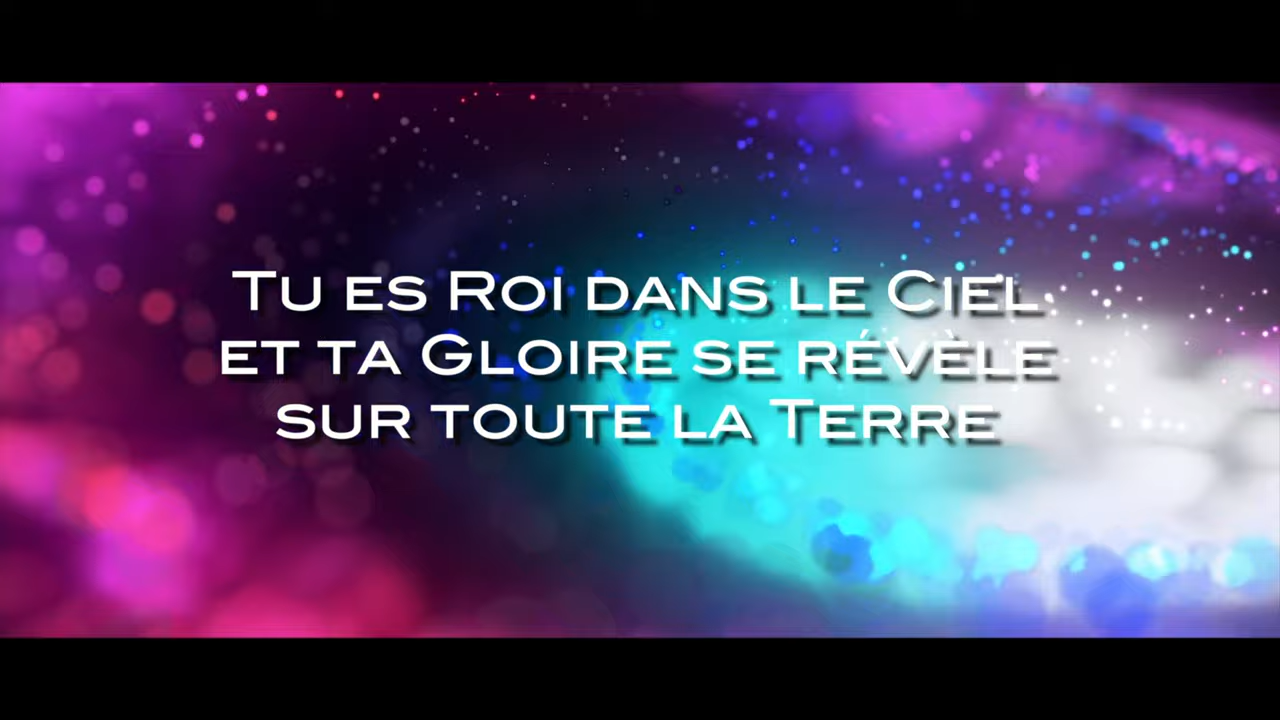 Tu es Roi dans le Ciel
et ta Gloire se révèle
sur toute la Terre